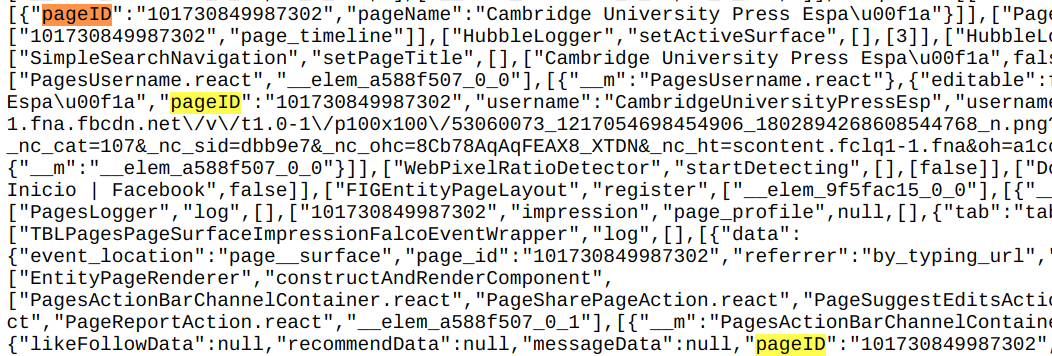 [{"pageID":"101730849987302","pageName":"Cambridge University Press Espa\u00f1a"}]],["Page
["101730849987302","page_timeline"]],["HubbleLogger","setActiveSurface",[],[3]],["HubbleLo
["SimpleSearchNavigation","setPageTitle",[],["Cambridge University Press Espa\u00f1a",fals
["PagesUsername.react","__elem_a588f507_0_0"],[{"__m":"PagesUsername.react"},{"editable":f
Espa\u00f1a","pageID":"101730849987302","username":"CambridgeUniversityPressEsp","username
1.fna.fbcdn.net\/v\/t1.0-1\/p100x100\/53060073_1217054698454906_1802894268608544768_n.png?
_nc_cat=107&_nc_sid=dbb9e7&_nc_ohc=8Cb78AqAqFEAX8_XTDN&_nc_ht=scontent.fclq1-1.fna&oh=a1co
{"__m":"__elem_a588f507_0_0"}]],["WebPixelRatioDetector","startDetecting",[],[false]],["Do
Inicio | Facebook",false]],["FIGEntityPageLayout","register",["__elem_9f5fac15_0_0"],[{"__
["PagesLogger","log",[],["101730849987302","impression","page_profile",null,[],{"tab":"tab
["TBLPagesPageSurfaceImpressionFalcoEventWrapper","log",[],[{"data":
{"event_location":"page__surface","page_id":"101730849987302","referrer":"by_typing_url","
["EntityPageRenderer","constructAndRenderComponent",
["PagesActionBarChannelContainer.react","PageSharePageAction.react","PageSuggestEditsActio
ct","PageReportAction.react","__elem_a588f507_0_1"],[{"__m":"PagesActionBarChannelContaine
{"likeFollowData":null,"recommendData":null,"messageData":null,"pageID":"101730849987302",